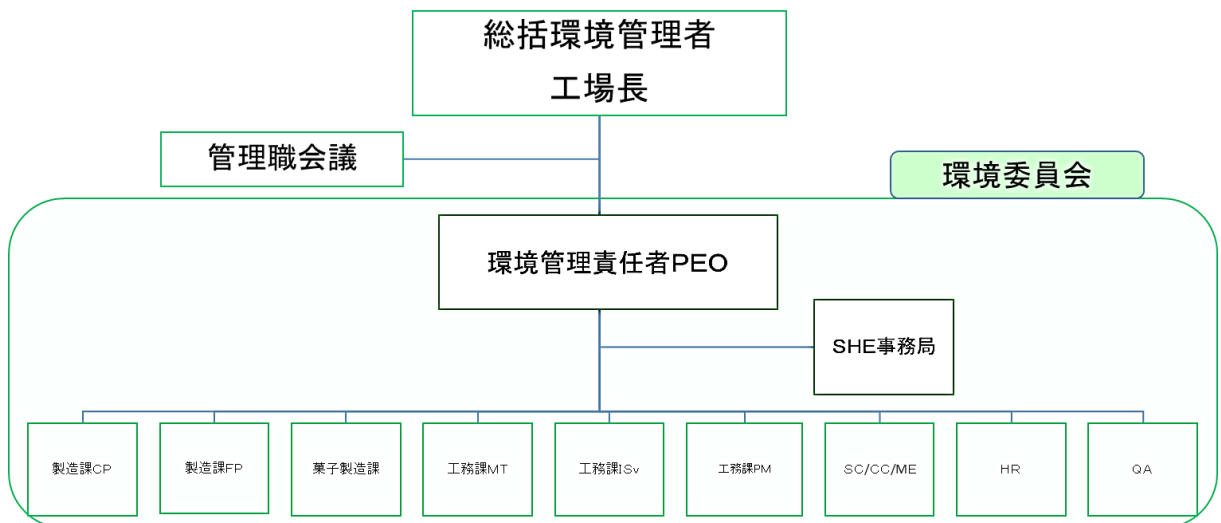 総括環境管理者
工場長
管理職会議
環境委員会
環境管理責任者PEO
SHE事務局
製造課CP
製造課FP
菓子製造課
工務課MT
工務課ISv
工務課PM
SC/CC/ME
HR
QA